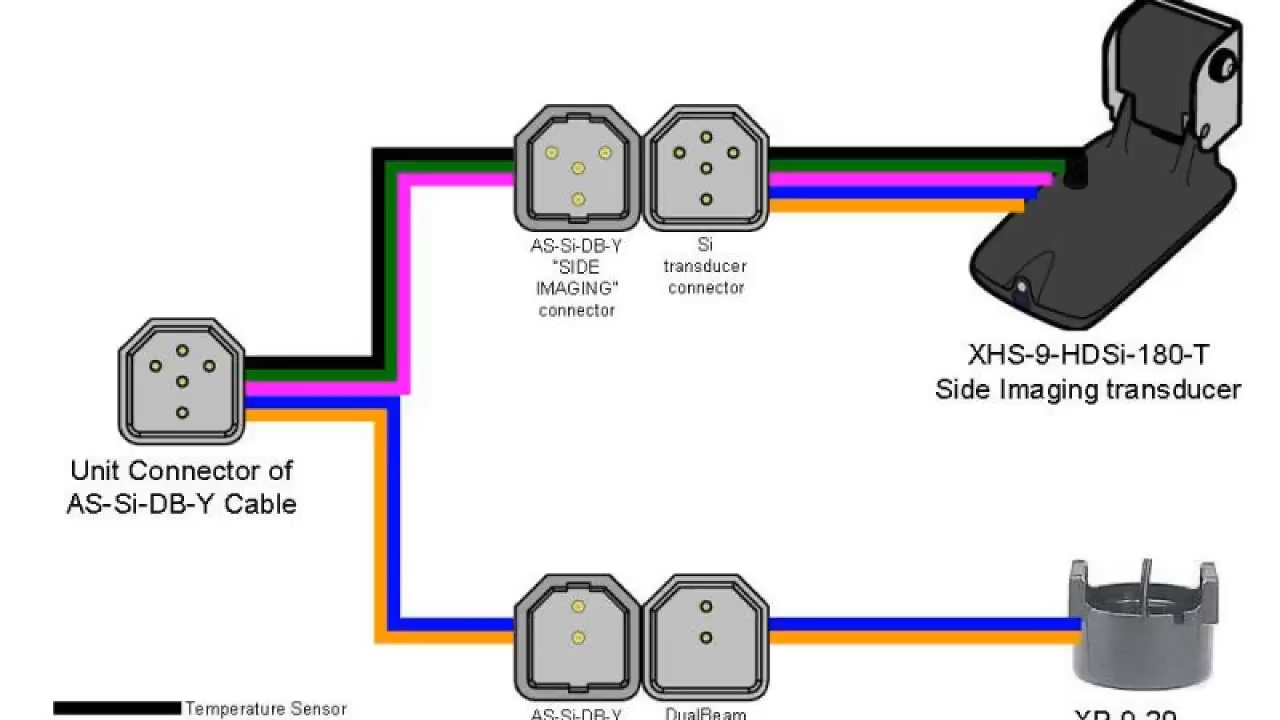 AS-Si-DB-Y
"SIDE
IMAGING"
connector
Si
transducer
connector
XHS-9-HDSi-180-T
Side Imaging transducer
Unit Connector of
AS-Si-DB-Y Cable
Temperature Sensor
AS-Si-DB-Y
DualBeam